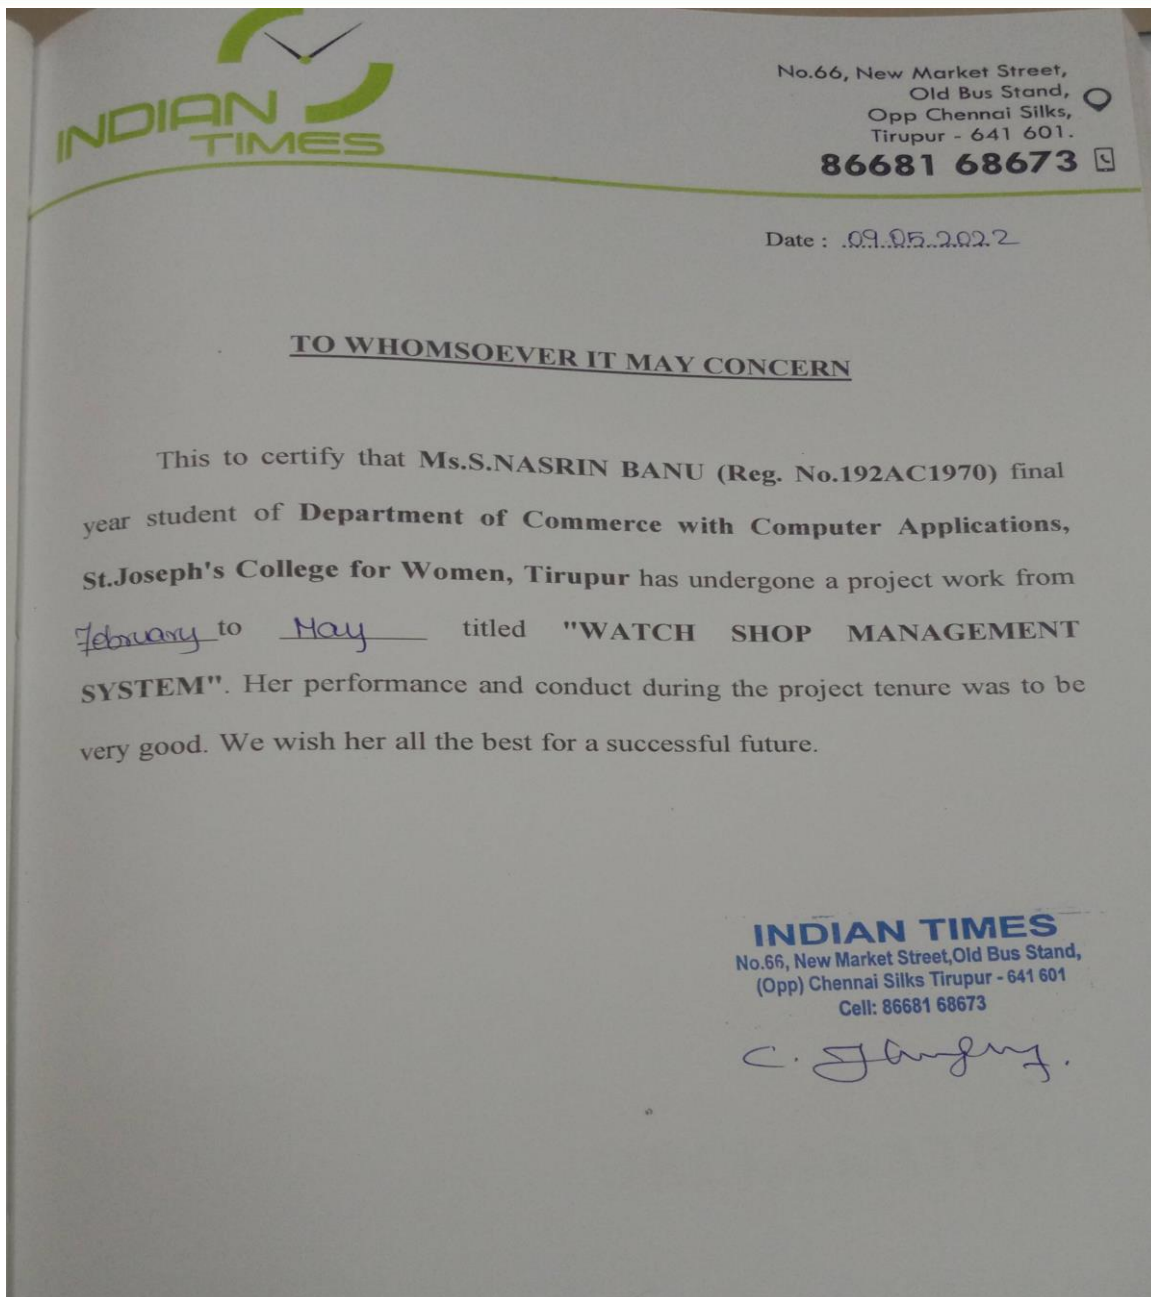 INDIAN
TIMES
No.66, New Market Street,
Old Bus Stand,
Opp Chennai Silks,
Tirupur - 641 601.
86681 68673
Date : 09.05.2022
TO WHOMSOEVER IT MAY CONCERN
This to certify that Ms.S.NASRIN BANU (Reg. No.192AC1970) final
year student of Department of Commerce with Computer Applications,
St.Joseph's College for Women, Tirupur has undergone a project work from
February to May titled "WATCH SHOP MANAGEMENT
SYSTEM". Her performance and conduct during the project tenure was to be
very good. We wish her all the best for a successful future.
INDIAN TIMES
No.66, New Market Street,Old Bus Stand,
(Opp) Chennai Silks Tirupur - 641 601
Cell: 86681 68673
C.